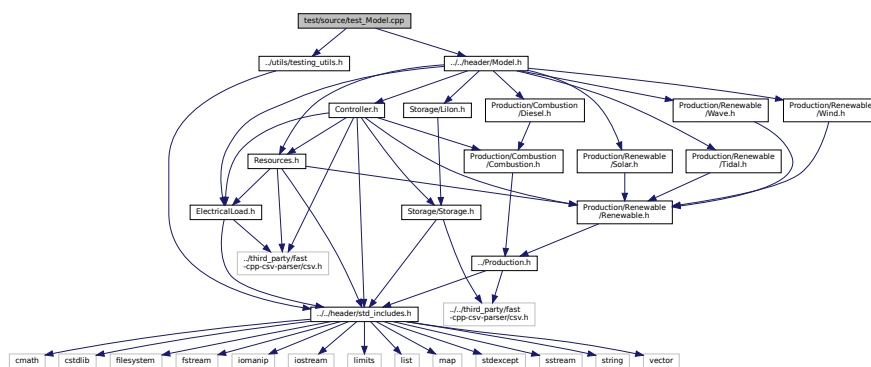 test/source/test_Model.cpp
../utils/testing_utils.h
../../header/Model.h
Controller.h
Storage/LiIon.h
Production/Combustion
/Diesel.h
Production/Renewable
/Wave.h
Production/Renewable
/Wind.h
Resources.h
Production/Combustion
/Combustion.h
Production/Renewable
/Solar.h
Production/Renewable
/Tidal.h
ElectricalLoad.h
Storage/Storage.h
Production/Renewable
/Renewable.h
../third_party/fast
-cpp-csv-parser/csv.h
../Production.h
../../header/std_includes.h
../../third_party/fast
-cpp-csv-parser/csv.h
cmath
cstdlib
filesystem
fstream
iomanip
iostream
limits
list
map
stdexcept
sstream
string
vector